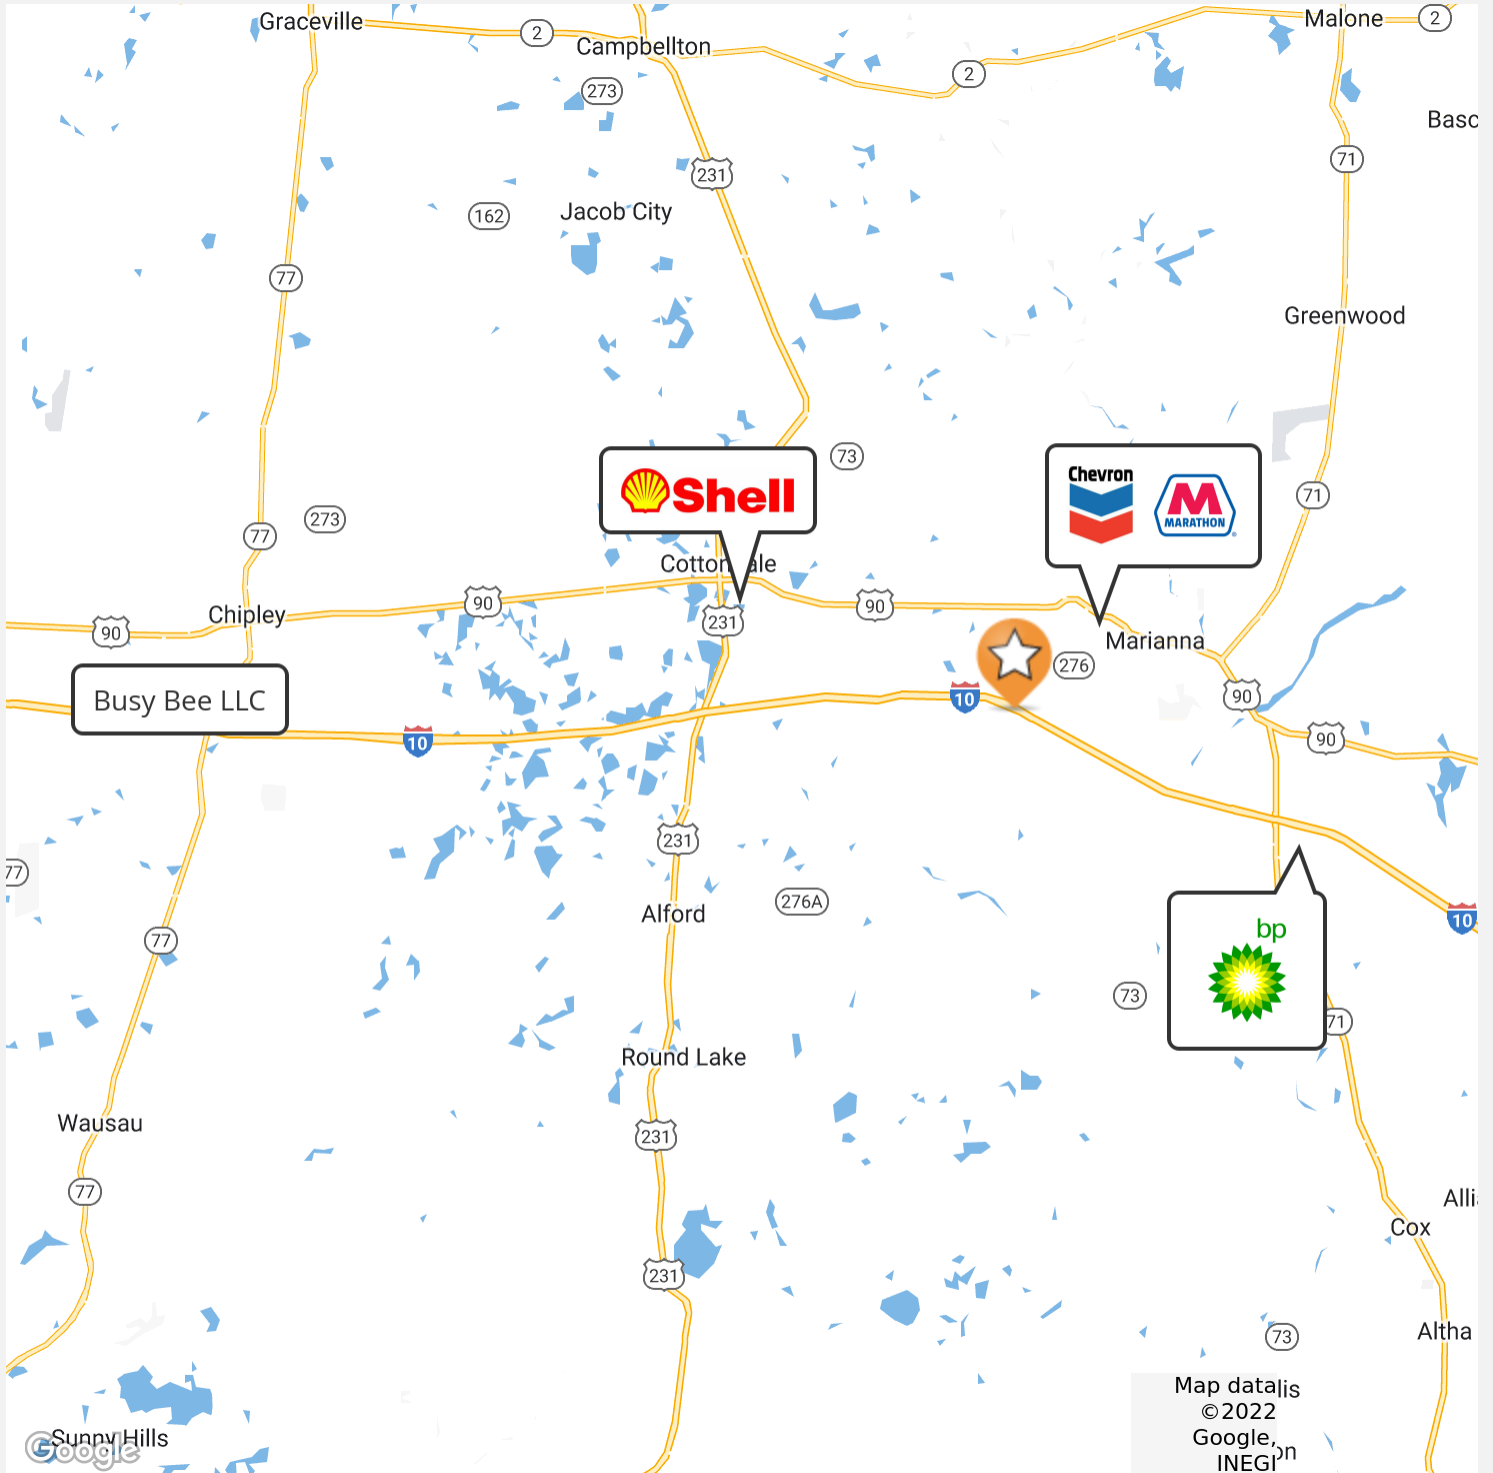 Graceville
2
Campbellton
Malone
2
2
273
Basc
71
231
162
Jacob City
77
Greenwood
73
Chevron
Shell
MARATHON
71
273
77
Cotton ale
90
90
Chipley
231
90
Marianna
276
Busy Bee LLC
10
90
10
90
231
77
276A
Alford
10
bp
77
73
71
Round Lake
Wausau
231
77
Alli
Cox
231
Altha
73
Map data lis
©2022
Google,
Sunny Hills
Google
on
INEGI